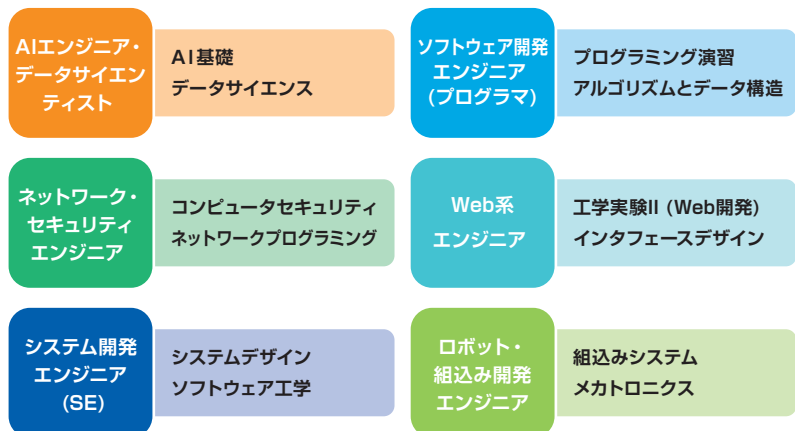 AIエンジニア・
データサイエン
ティスト
AI基礎
データサイエンス
ソフトウェア開発
エンジニア
(プログラマ)
プログラミング演習
アルゴリズムとデータ構造
ネットワーク・
セキュリティ
エンジニア
コンピュータセキュリティ
ネットワークプログラミング
Web系
エンジニア
工学実験II (Web開発)
インタフェースデザイン
システム開発
エンジニア
(SE)
システムデザイン
ソフトウェア工学
ロボット・
組込み開発
エンジニア
組込みシステム
メカトロニクス